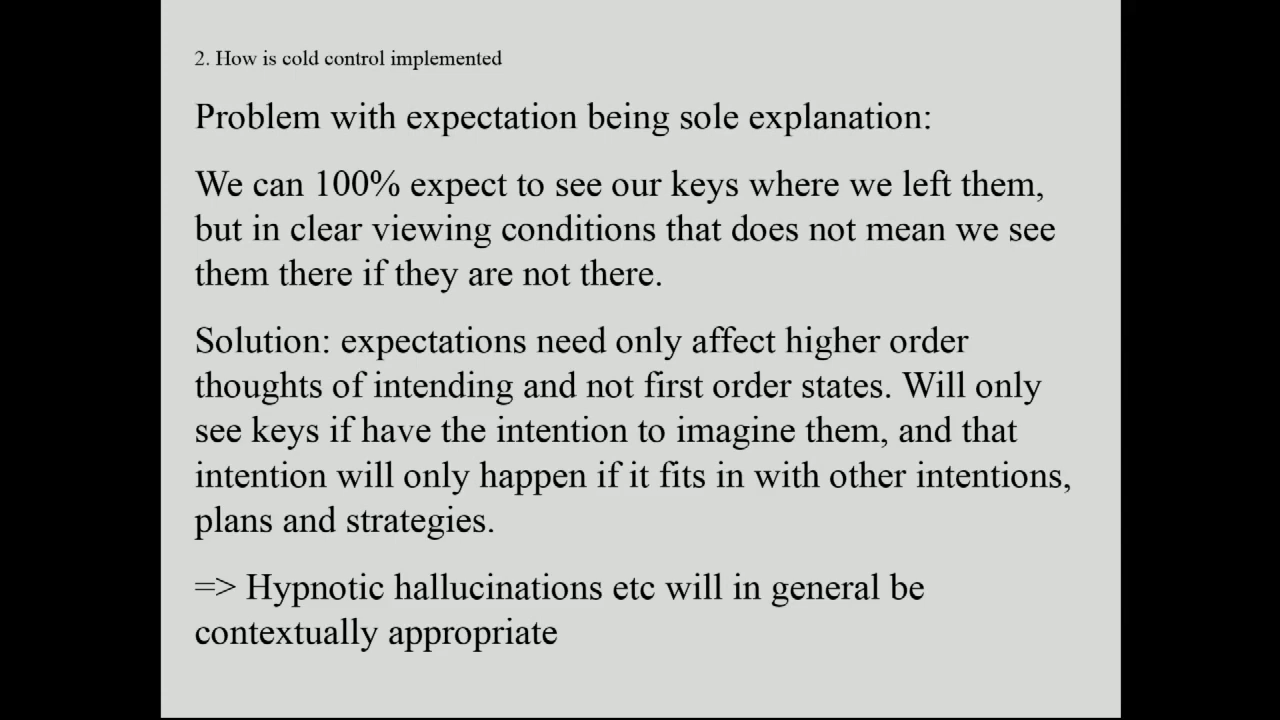 2. How is cold control implemented
Problem with expectation being sole explanation:
We can 100% expect to see our keys where we left them,
but in clear viewing conditions that does not mean we see
them there if they are not there.
Solution: expectations need only affect higher order
thoughts of intending and not first order states. Will only
see keys if have the intention to imagine them, and that
intention will only happen if it fits in with other intentions,
plans and strategies.
=> Hypnotic hallucinations etc will in general be
contextually appropriate